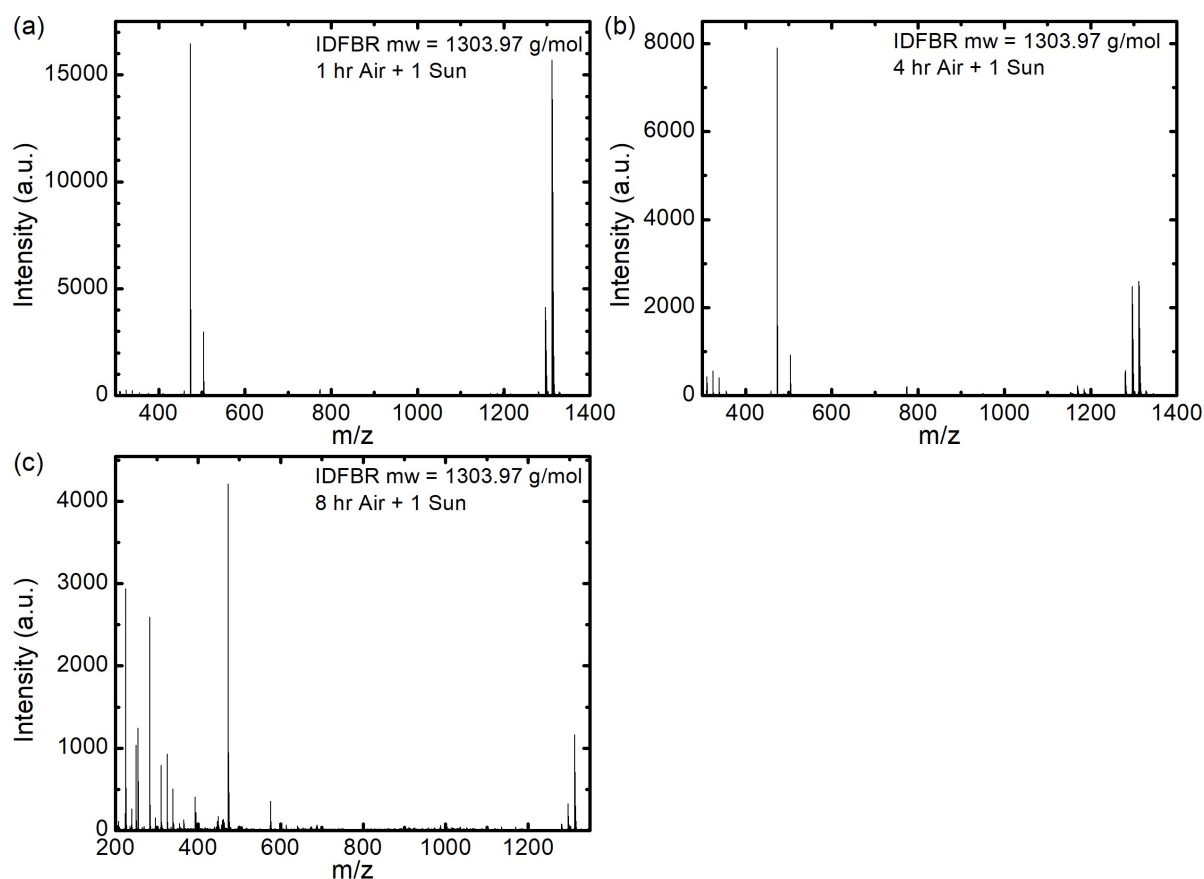 (a)
IDFBR mw = 1303.97 g/mol
1 hr Air + 1 Sun
15000
10000
5000
0
Intensity (a.u.)
400 600 800 1000 1200 1400
m/z
(b)
IDFBR mw = 1303.97 g/mol
4 hr Air + 1 Sun
8000
6000
4000
2000
0
Intensity (a.u.)
400 600 800 1000 1200 1400
m/z
(c)
IDFBR mw = 1303.97 g/mol
8 hr Air + 1 Sun
4000
3000
2000
1000
0
Intensity (a.u.)
200 400 600 800 1000 1200
m/z